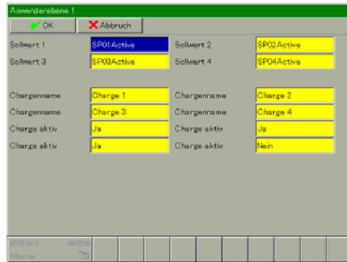 Anwenderebene 1
OK Abbruch
Sollwert 1 SP01Active Sollwert 2 SP02Active
Sollwert 3 SP03Active Sollwert 4 SP04Active
Chargenname Charge 1 Chargenname Charge 2
Chargenname Charge 3 Chargenname Charge 4
Charge aktiv Ja Charge aktiv Ja
Charge aktiv Ja Charge aktiv Nein